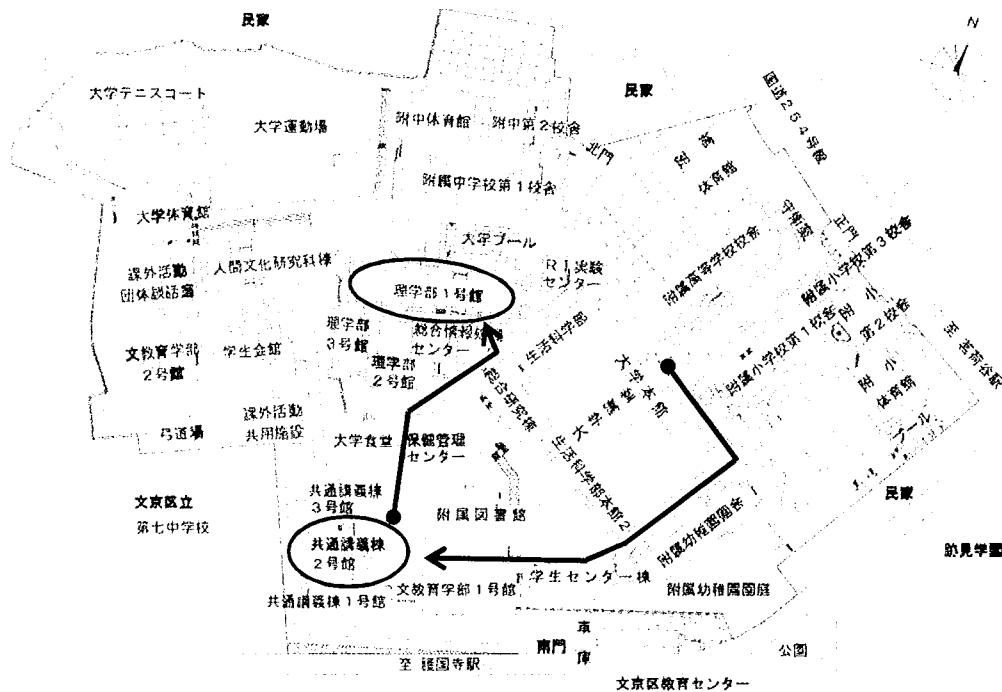 民家
N
大学テニスコート
大学運動場
民家
国道254号線
附中体育館
附中第2校舎
北門
附高
体育館
附属中学校第1校舎
守衛室
正門
大学体育館
大学プール
附属高等学校校舎
附属小学校第3校舎
課外活動
団体談話室
人間文化研究科棟
理学部1号館
RI実験
センター
附小
第2校舎
附属小学校第1校舎
至茗荷谷駅
理学部
3号館
総合情報処理
センター
生活科学部
文教育学部
2号館
学生会館
理学部
2号館
総合研究棟
大学本館
大学講堂
附小
体育館
プール
弓道場
課外活動
共用施設
大学食堂
保健管理
センター
生活科学部本館2
民家
文京区立
第七中学校
共通講義棟
3号館
附属図書館
共通講義棟
2号館
附属幼稚園園舎
跡見学園
学生センター棟
文教育学部1号館
共通講義棟1号館
附属幼稚園園庭
南門
車庫
公園
至 護国寺駅
文京区教育センター